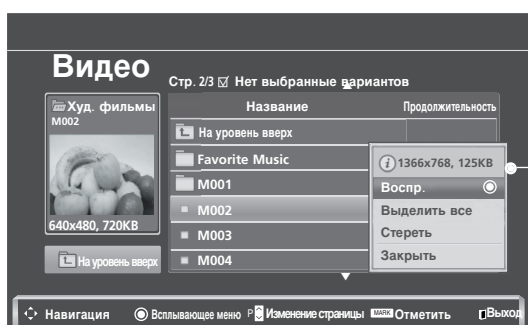 Видео
Стр. 2/3 Нет выбранные вариантов
Худ. фильмы
M002
640x480, 720KB
На уровень вверх
Название Продолжительность
На уровень вверх
Favorite Music
M001
M002
M003
M004
1366x768, 125KB
Воспр.
Выделить все
Стереть
Закрыть
Навигация Всплывающее меню P Изменение страницы MARK Отметить Выход